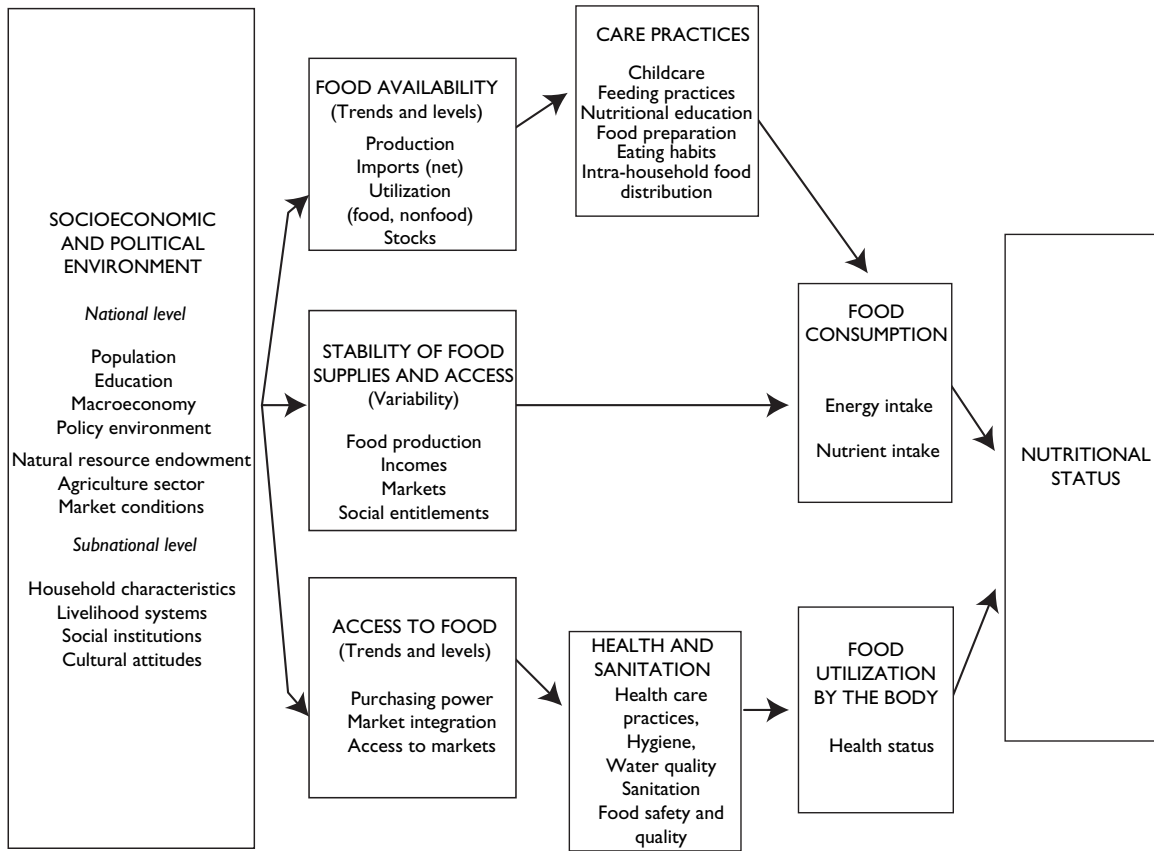 SOCIOECONOMIC
AND POLITICAL
ENVIRONMENT
National level
Population
Education
Macroeconomy
Policy environment
Natural resource endowment
Agriculture sector
Market conditions
Subnational level
Household characteristics
Livelihood systems
Social institutions
Cultural attitudes
FOOD AVAILABILITY
(Trends and levels)
Production
Imports (net)
Utilization
(food, nonfood)
Stocks
STABILITY OF FOOD
SUPPLIES AND ACCESS
(Variability)
Food production
Incomes
Markets
Social entitlements
ACCESS TO FOOD
(Trends and levels)
Purchasing power
Market integration
Access to markets
CARE PRACTICES
Childcare
Feeding practices
Nutritional education
Food preparation
Eating habits
Intra-household food
distribution
HEALTH AND
SANITATION
Health care
practices,
Hygiene,
Water quality
Sanitation
Food safety and
quality
FOOD
CONSUMPTION
Energy intake
Nutrient intake
FOOD
UTILIZATION
BY THE BODY
Health status
NUTRITIONAL
STATUS